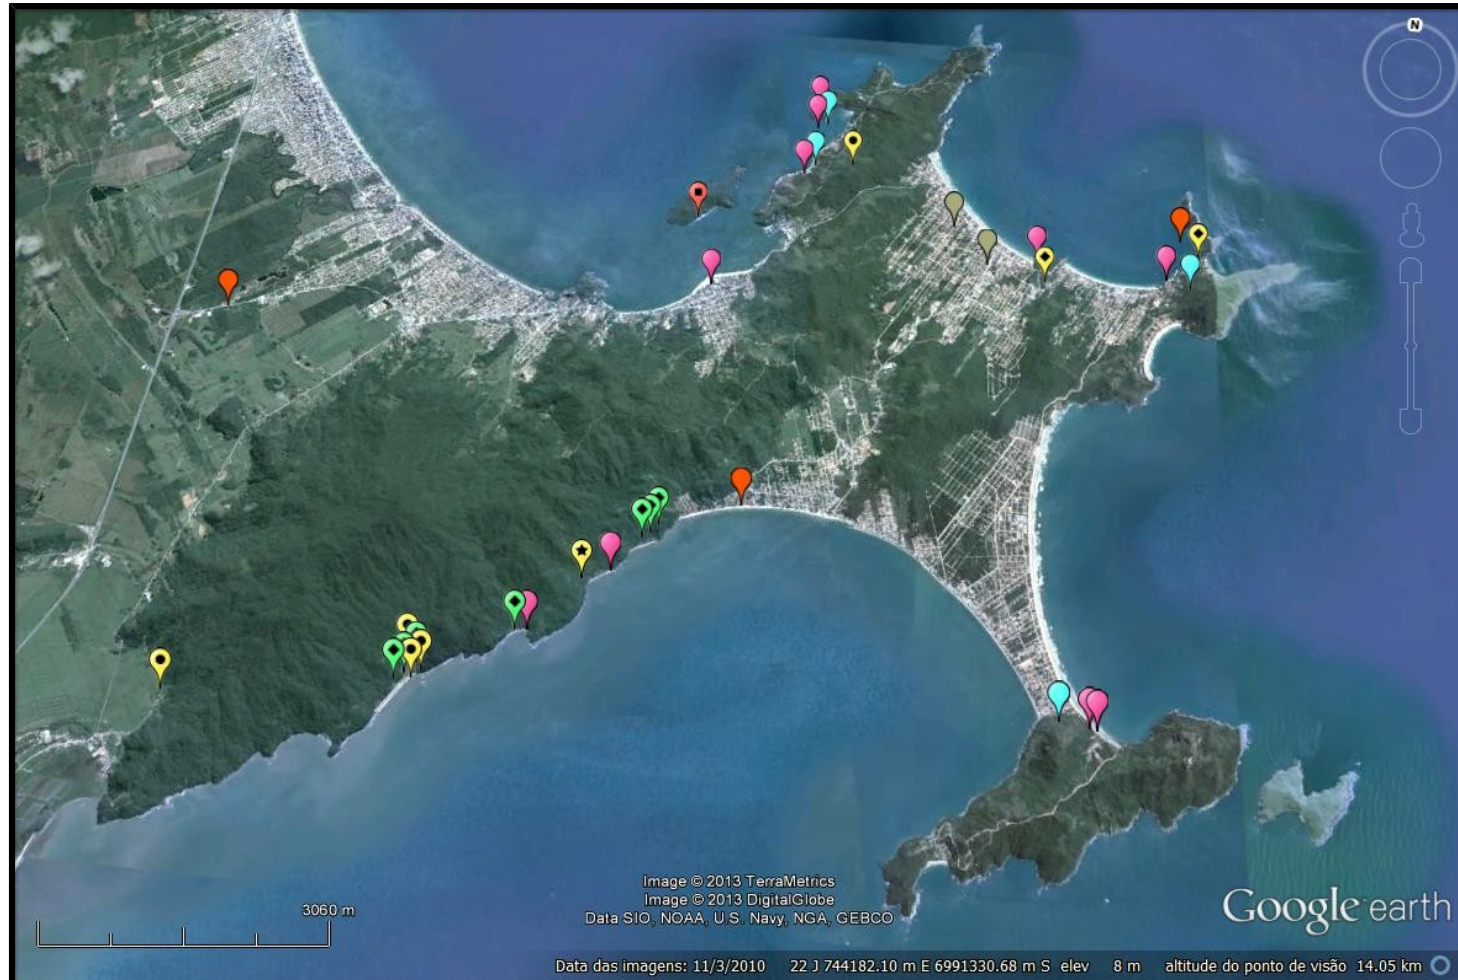 N
3060 m
Image © 2013 TerraMetrics
Image © 2013 DigitalGlobe
Data SIO, NOAA, U.S. Navy, NGA, GEBCO
Google earth
Data das imagens: 11/3/2010 22 J 744182.10 m E 6991330.68 m S elev 8 m altitude do ponto de visão 14.05 km